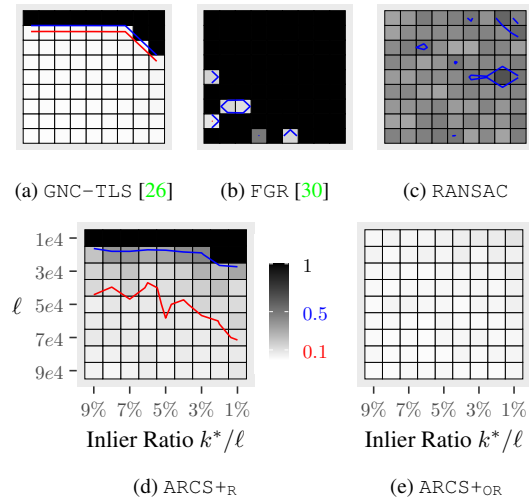 (a) GNC-TLS [26]
(b) FGR [30]
(c) RANSAC
ℓ
1e4
3e4
5e4
7e4
9e4
9% 7% 5% 3% 1%
Inlier Ratio k*/ℓ
1
0.5
0.1
9% 7% 5% 3% 1%
Inlier Ratio k*/ℓ
(d) ARCS+R
(e) ARCS+OR